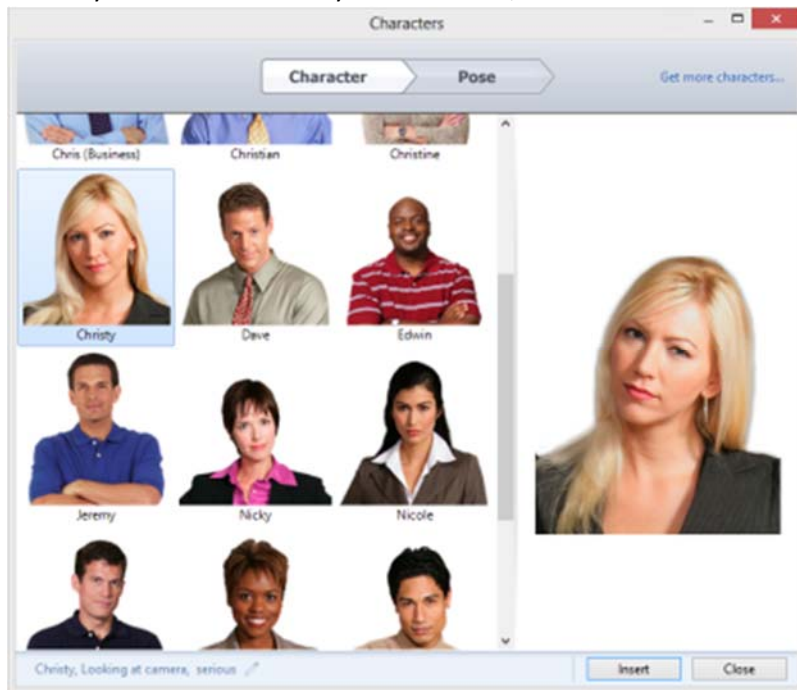 Characters
Character
Pose
Get more characters...
Chris (Business)
Christian
Christine
Christy
Dave
Edwin
Jeremy
Nicky
Nicole
Christy, Looking at camera, serious
Insert
Close